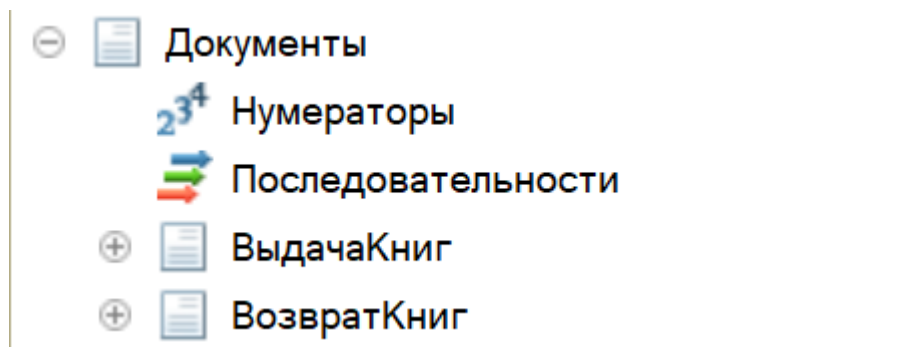 Документы
Нумераторы
Последовательности
ВыдачаКниг
ВозвратКниг